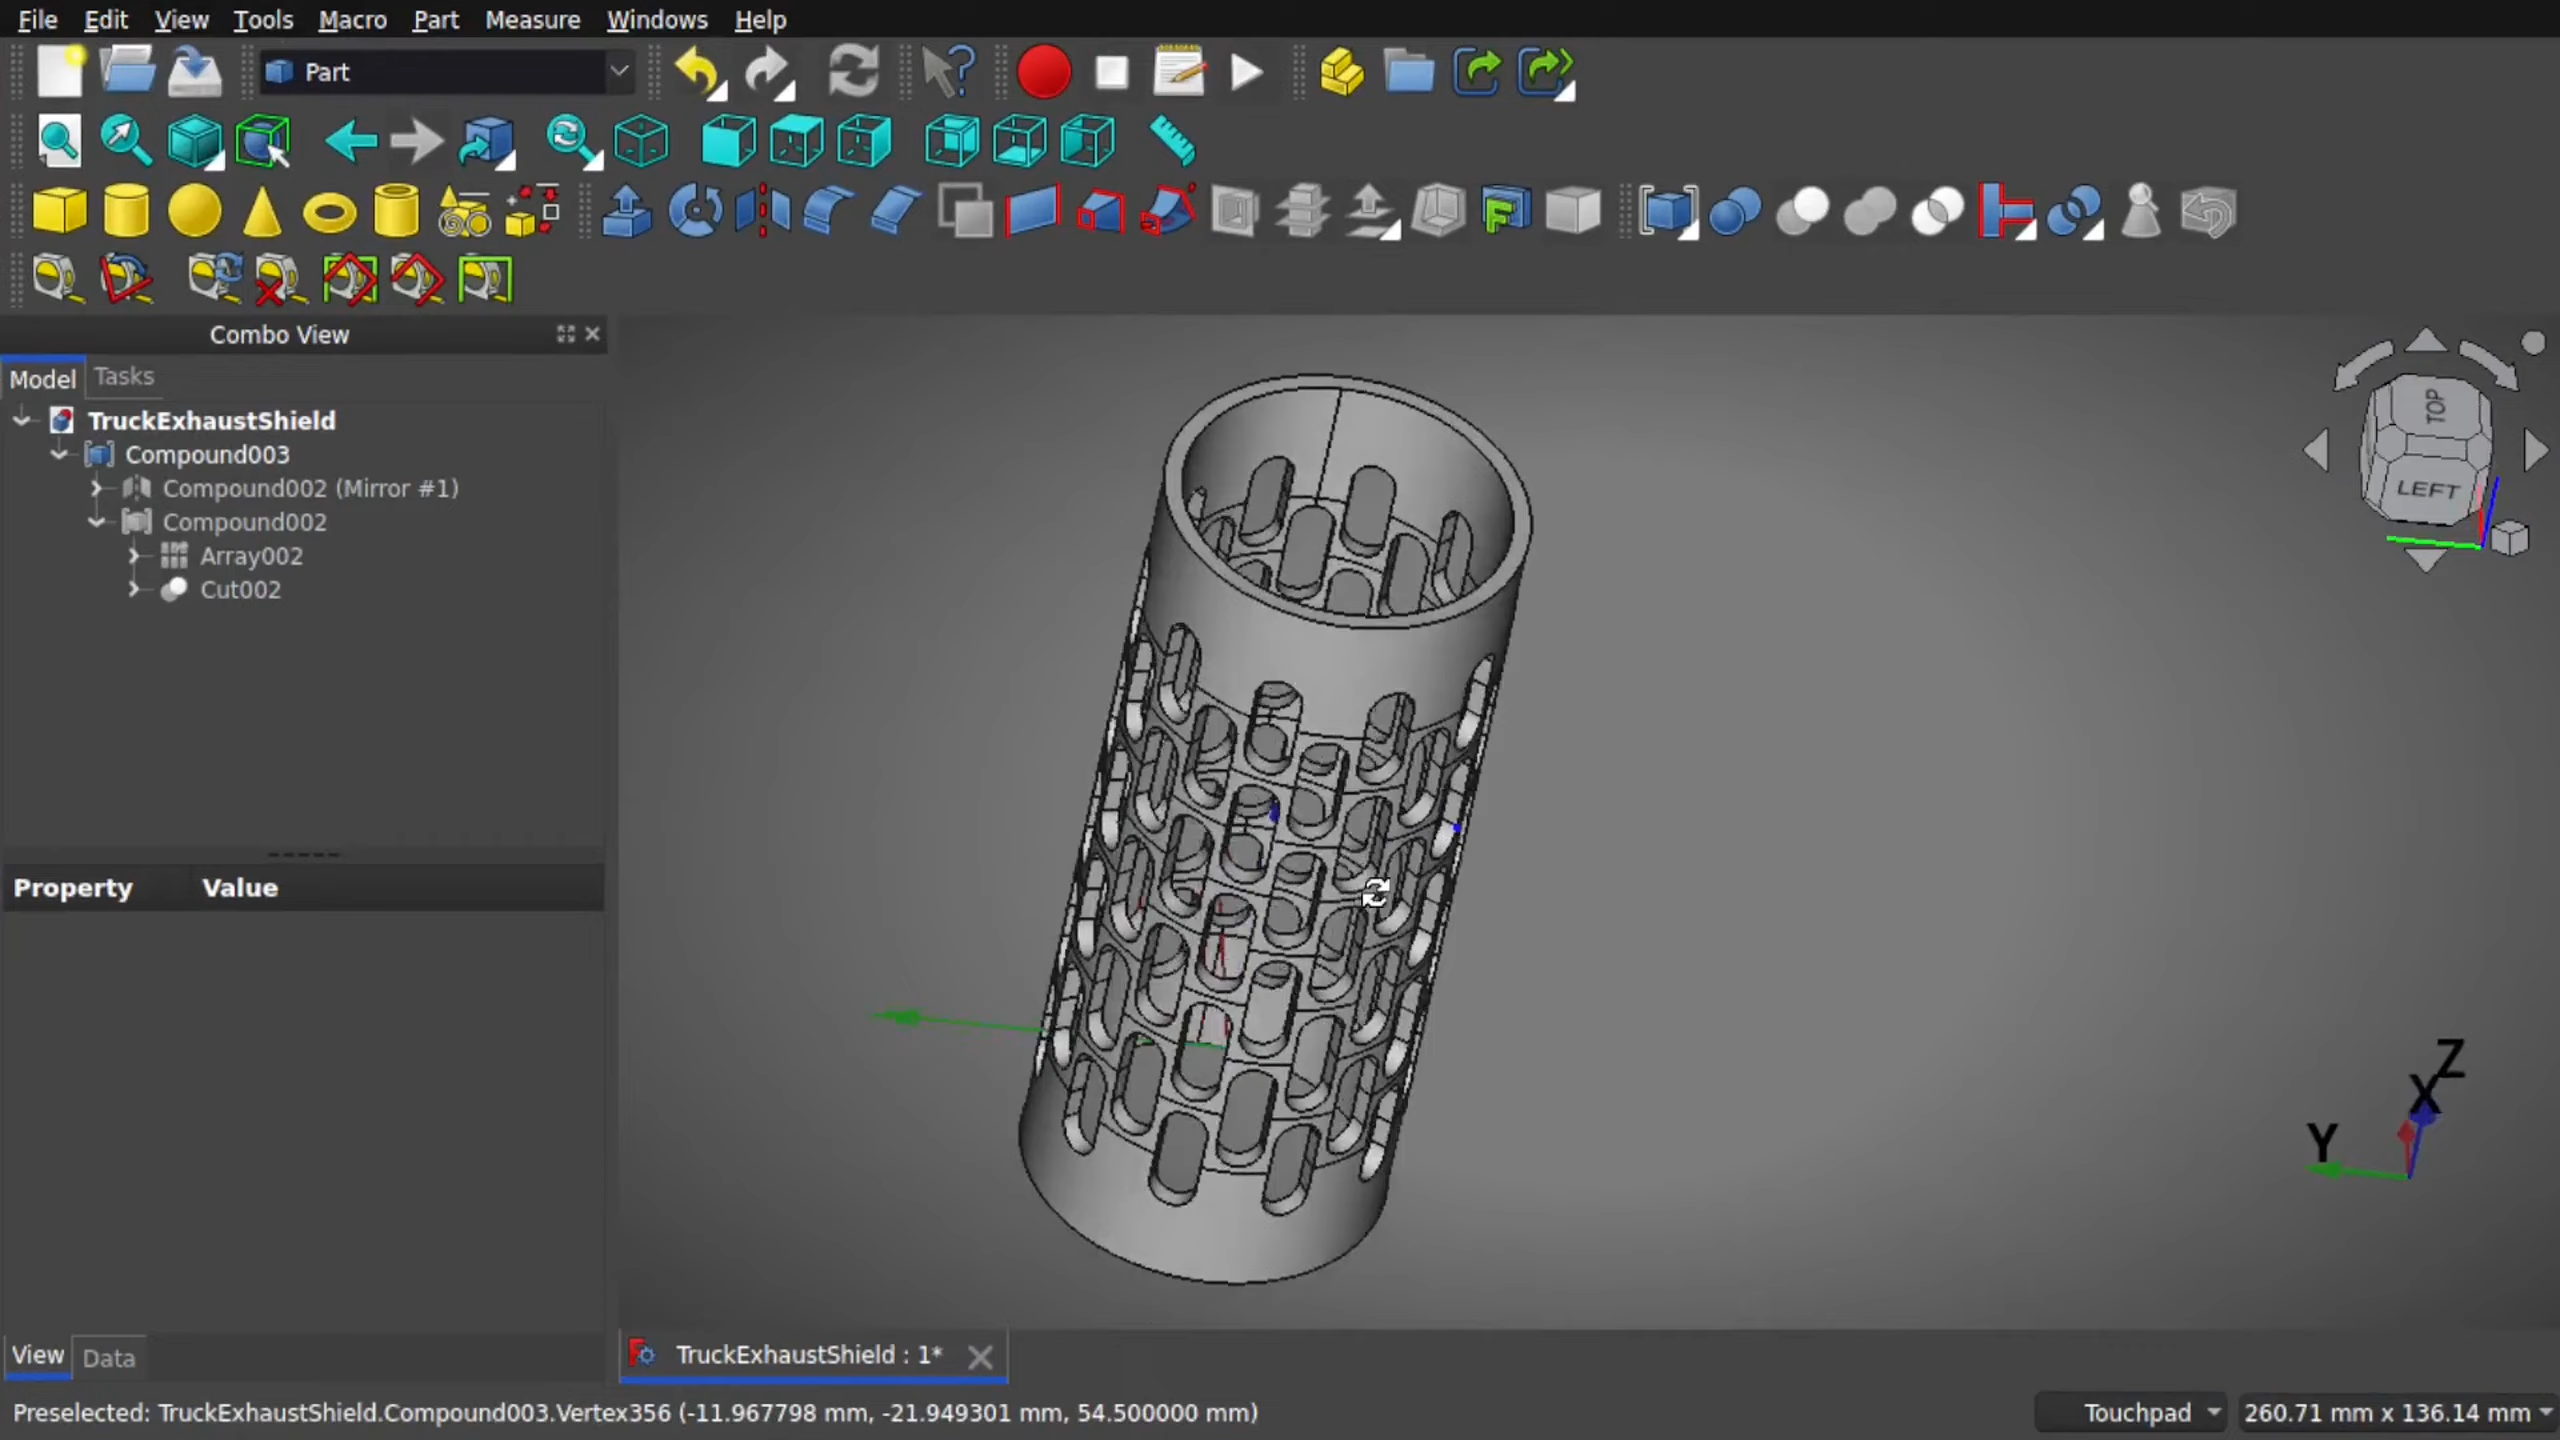 File Edit View Tools Macro Part Measure Windows Help
Part
Combo View
Model Tasks
TruckExhaustShield
Compound003
Compound002 (Mirror #1)
Compound002
Array002
Cut002
Property Value
TOP
LEFT
Z
X
Y
View Data
TruckExhaustShield : 1*
Preselected: TruckExhaustShield.Compound003.Vertex356 (-11.967798 mm, -21.949301 mm, 54.500000 mm)
Touchpad 260.71 mm x 136.14 mm